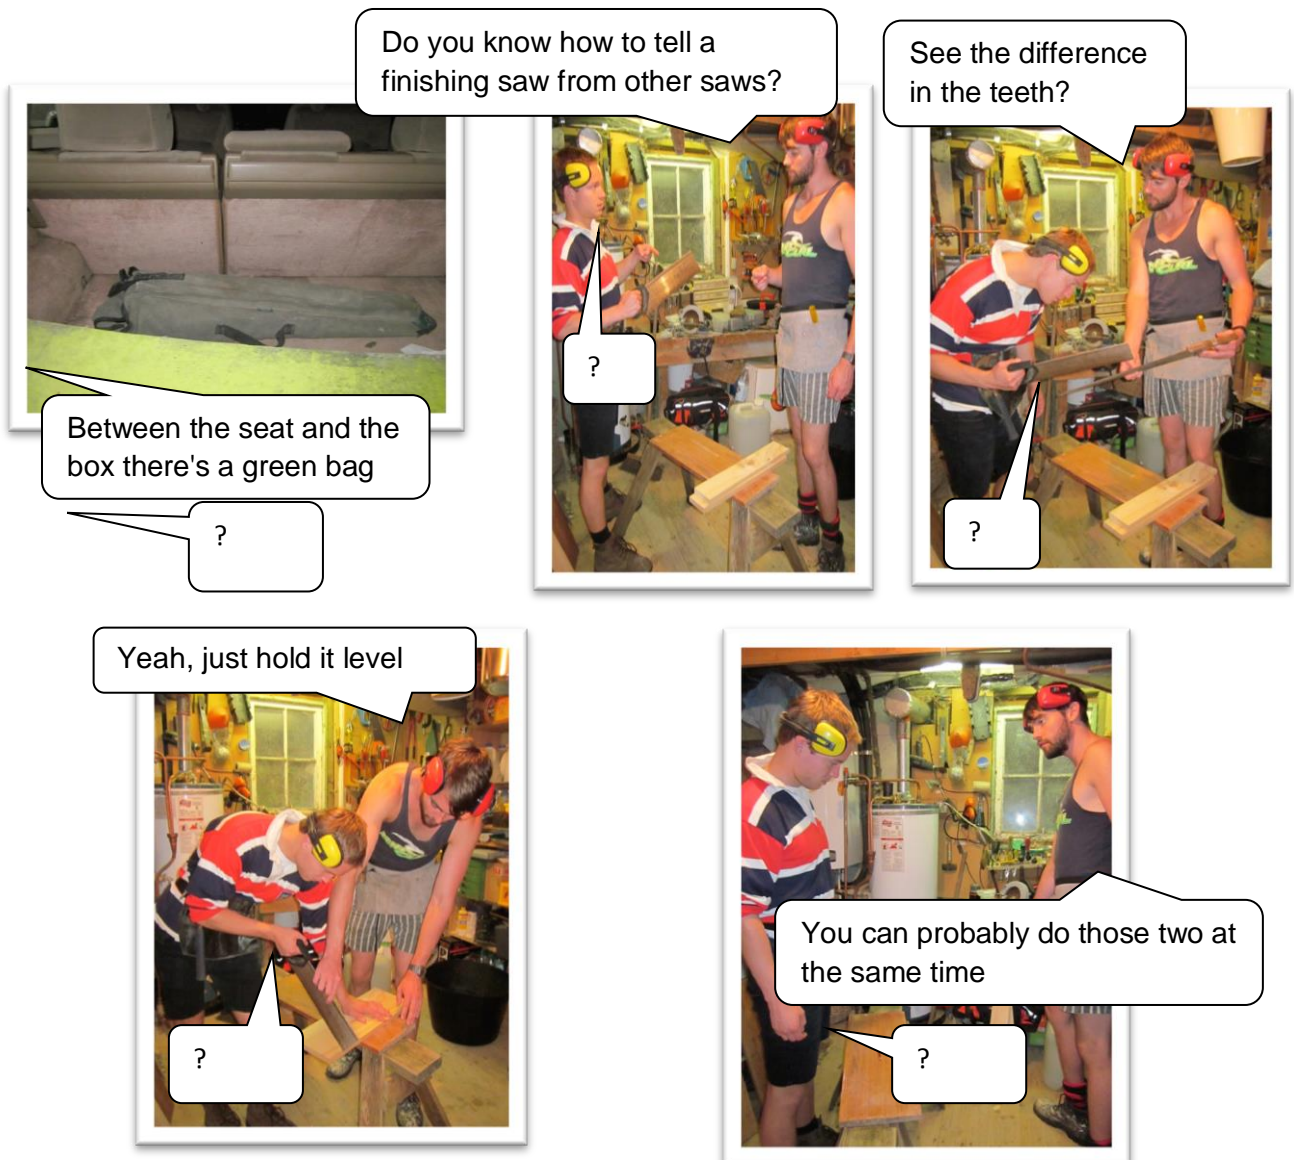 Do you know how to tell a
finishing saw from other saws?
See the difference
in the teeth?
?
?
Between the seat and the
box there's a green bag
?
Yeah, just hold it level
?
You can probably do those two at
the same time
?